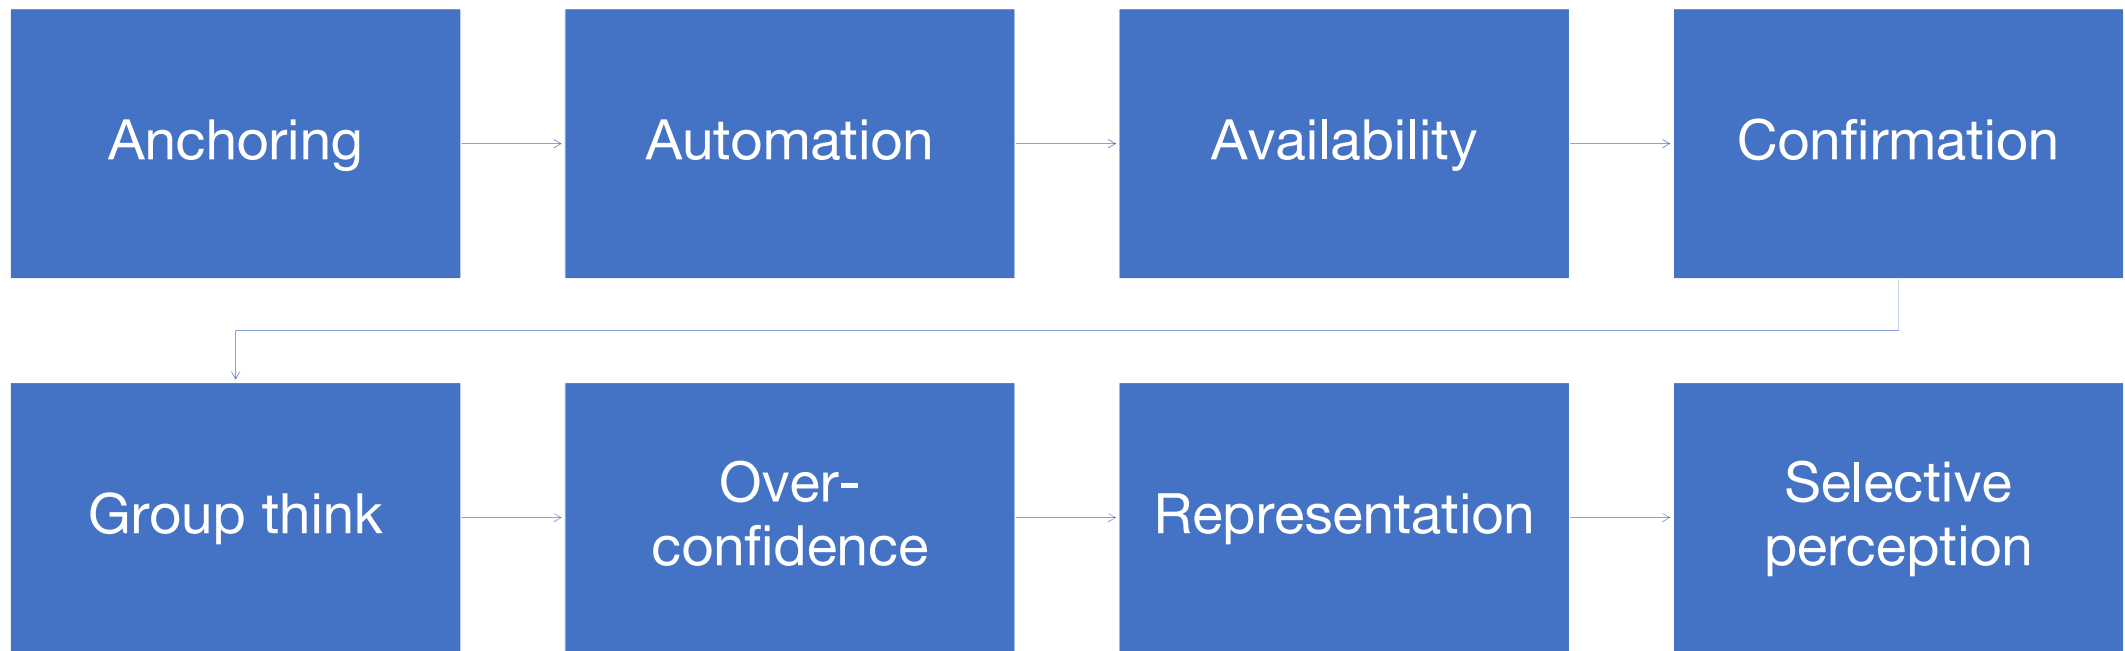 Anchoring
Automation
Availability
Confirmation
Group think
Over-
confidence
Representation
Selective
perception